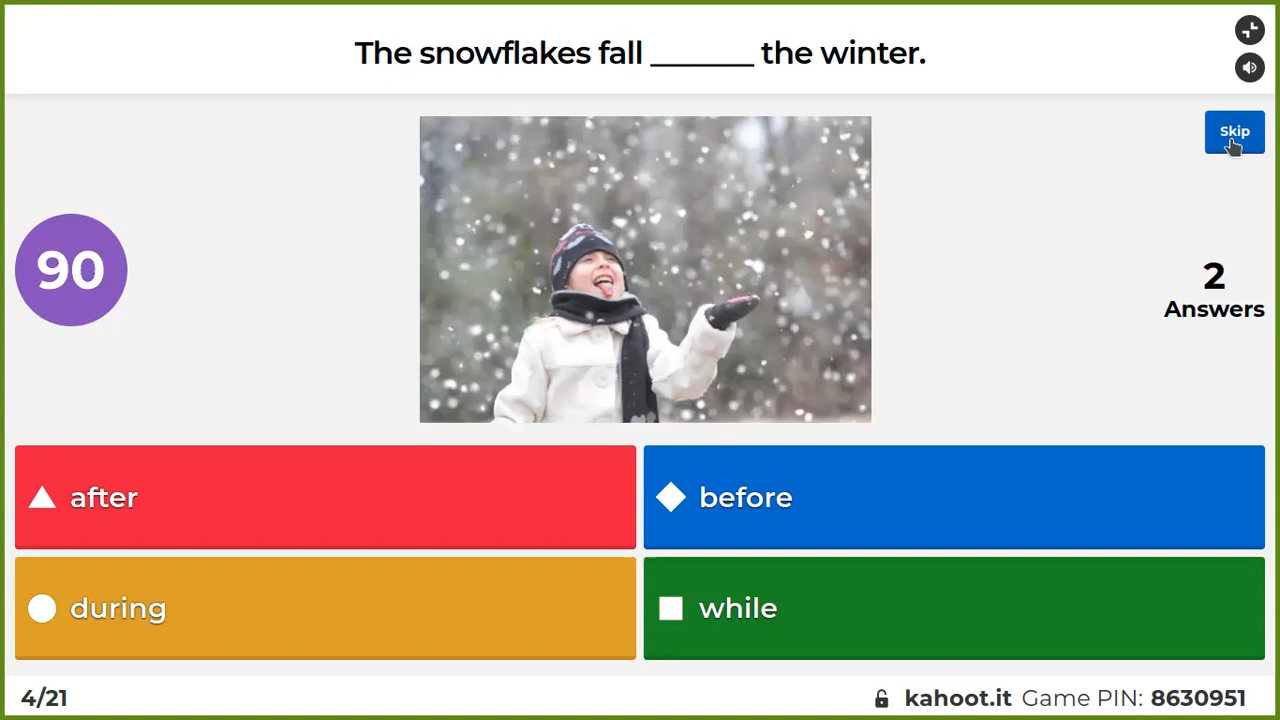 The snowflakes fall _______ the winter.
Skip
90
2
Answers
after
before
during
while
4/21
kahoot.it Game PIN: 8630951